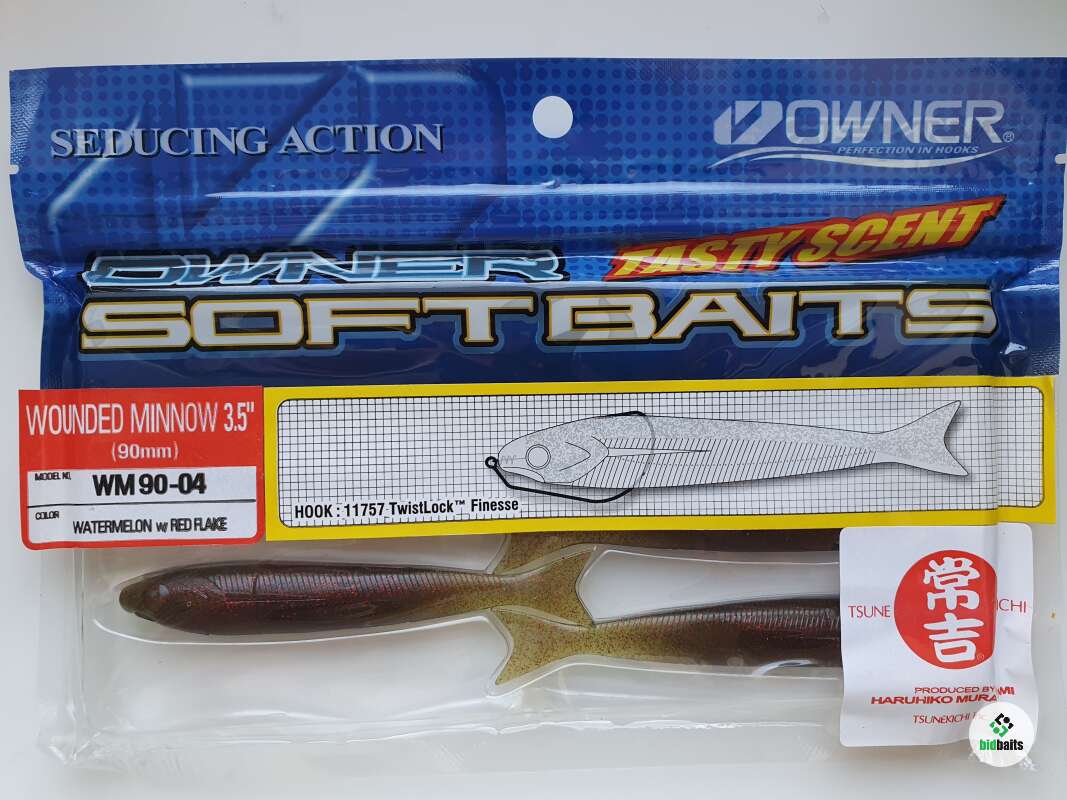 SEDUCING ACTION
OWNER®
PERFECTION IN HOOKS
OWNER
TASTY SCENT
SOFT BAITS
WOUNDED MINNOW 3.5"
(90mm)
MODEL NO.
WM 90-04
COLOR
WATERMELON w/ RED FLAKE
HOOK : 11757 TwistLock™ Finesse
常吉®
TSUNE ICHI
PRODUCED BY
HARUHIKO MURA MI
TSUNEKICHI
bidbaits